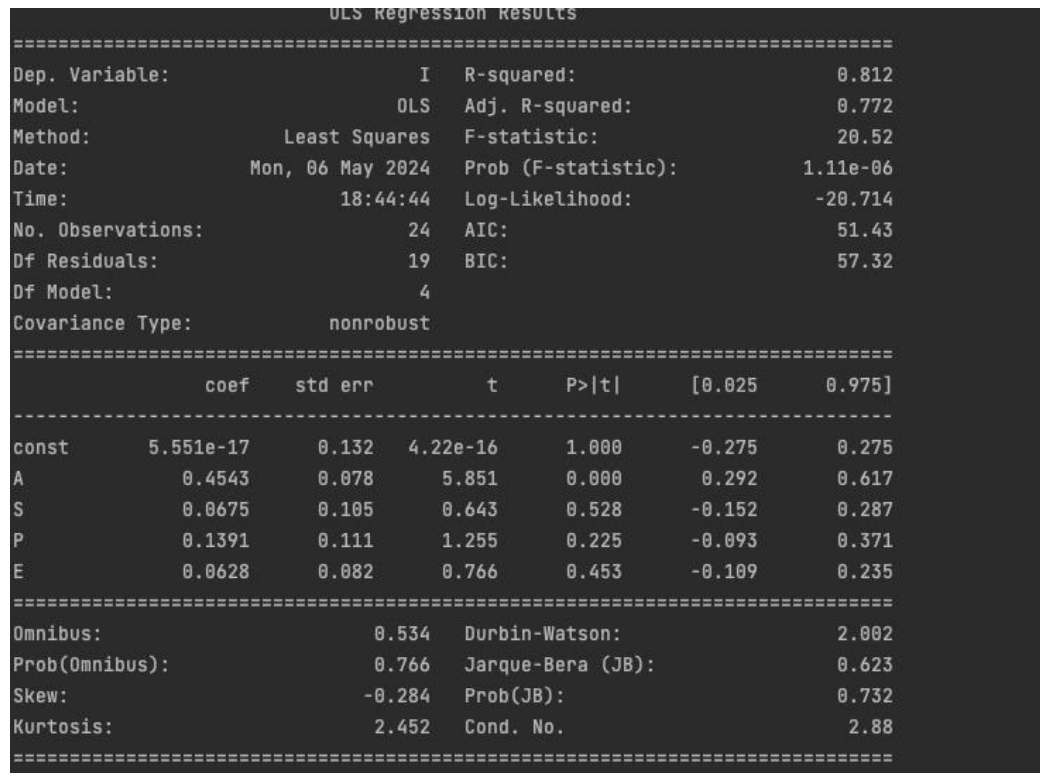 OLS Regression Results
==============================================================================
Dep. Variable:                      I   R-squared:                       0.812
Model:                            OLS   Adj. R-squared:                  0.772
Method:                 Least Squares   F-statistic:                     20.52
Date:                Mon, 06 May 2024   Prob (F-statistic):           1.11e-06
Time:                        18:44:44   Log-Likelihood:                -20.714
No. Observations:                  24   AIC:                             51.43
Df Residuals:                      19   BIC:                             57.32
Df Model:                           4
Covariance Type:            nonrobust
==============================================================================
coef    std err          t      P>|t|      [0.025      0.975]
------------------------------------------------------------------------------
const       5.551e-17      0.132   4.22e-16      1.000      -0.275       0.275
A              0.4543      0.078      5.851      0.000       0.292       0.617
S              0.0675      0.105      0.643      0.528      -0.152       0.287
P              0.1391      0.111      1.255      0.225      -0.093       0.371
E              0.0628      0.082      0.766      0.453      -0.109       0.235
==============================================================================
Omnibus:                        0.534   Durbin-Watson:                   2.002
Prob(Omnibus):                  0.766   Jarque-Bera (JB):                0.623
Skew:                          -0.284   Prob(JB):                        0.732
Kurtosis:                       2.452   Cond. No.                         2.88
==============================================================================